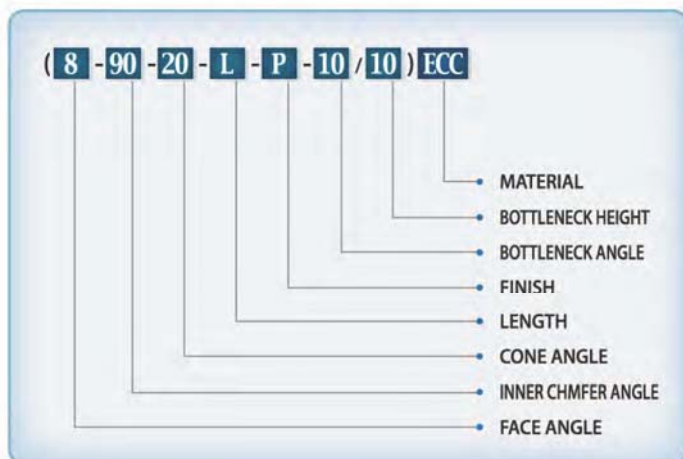 ( 8 - 90 - 20 - L - P - 10 / 10 ) ECC
MATERIAL
BOTTLENECK HEIGHT
BOTTLENECK ANGLE
FINISH
LENGTH
CONE ANGLE
INNER CHMFER ANGLE
FACE ANGLE